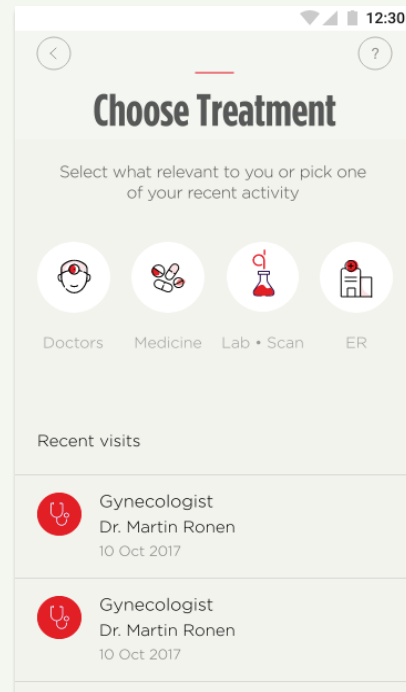 12:30
?
Choose Treatment
Select what relevant to you or pick one
of your recent activity
Doctors Medicine Lab • Scan ER
Recent visits
Gynecologist
Dr. Martin Ronen
10 Oct 2017
Gynecologist
Dr. Martin Ronen
10 Oct 2017